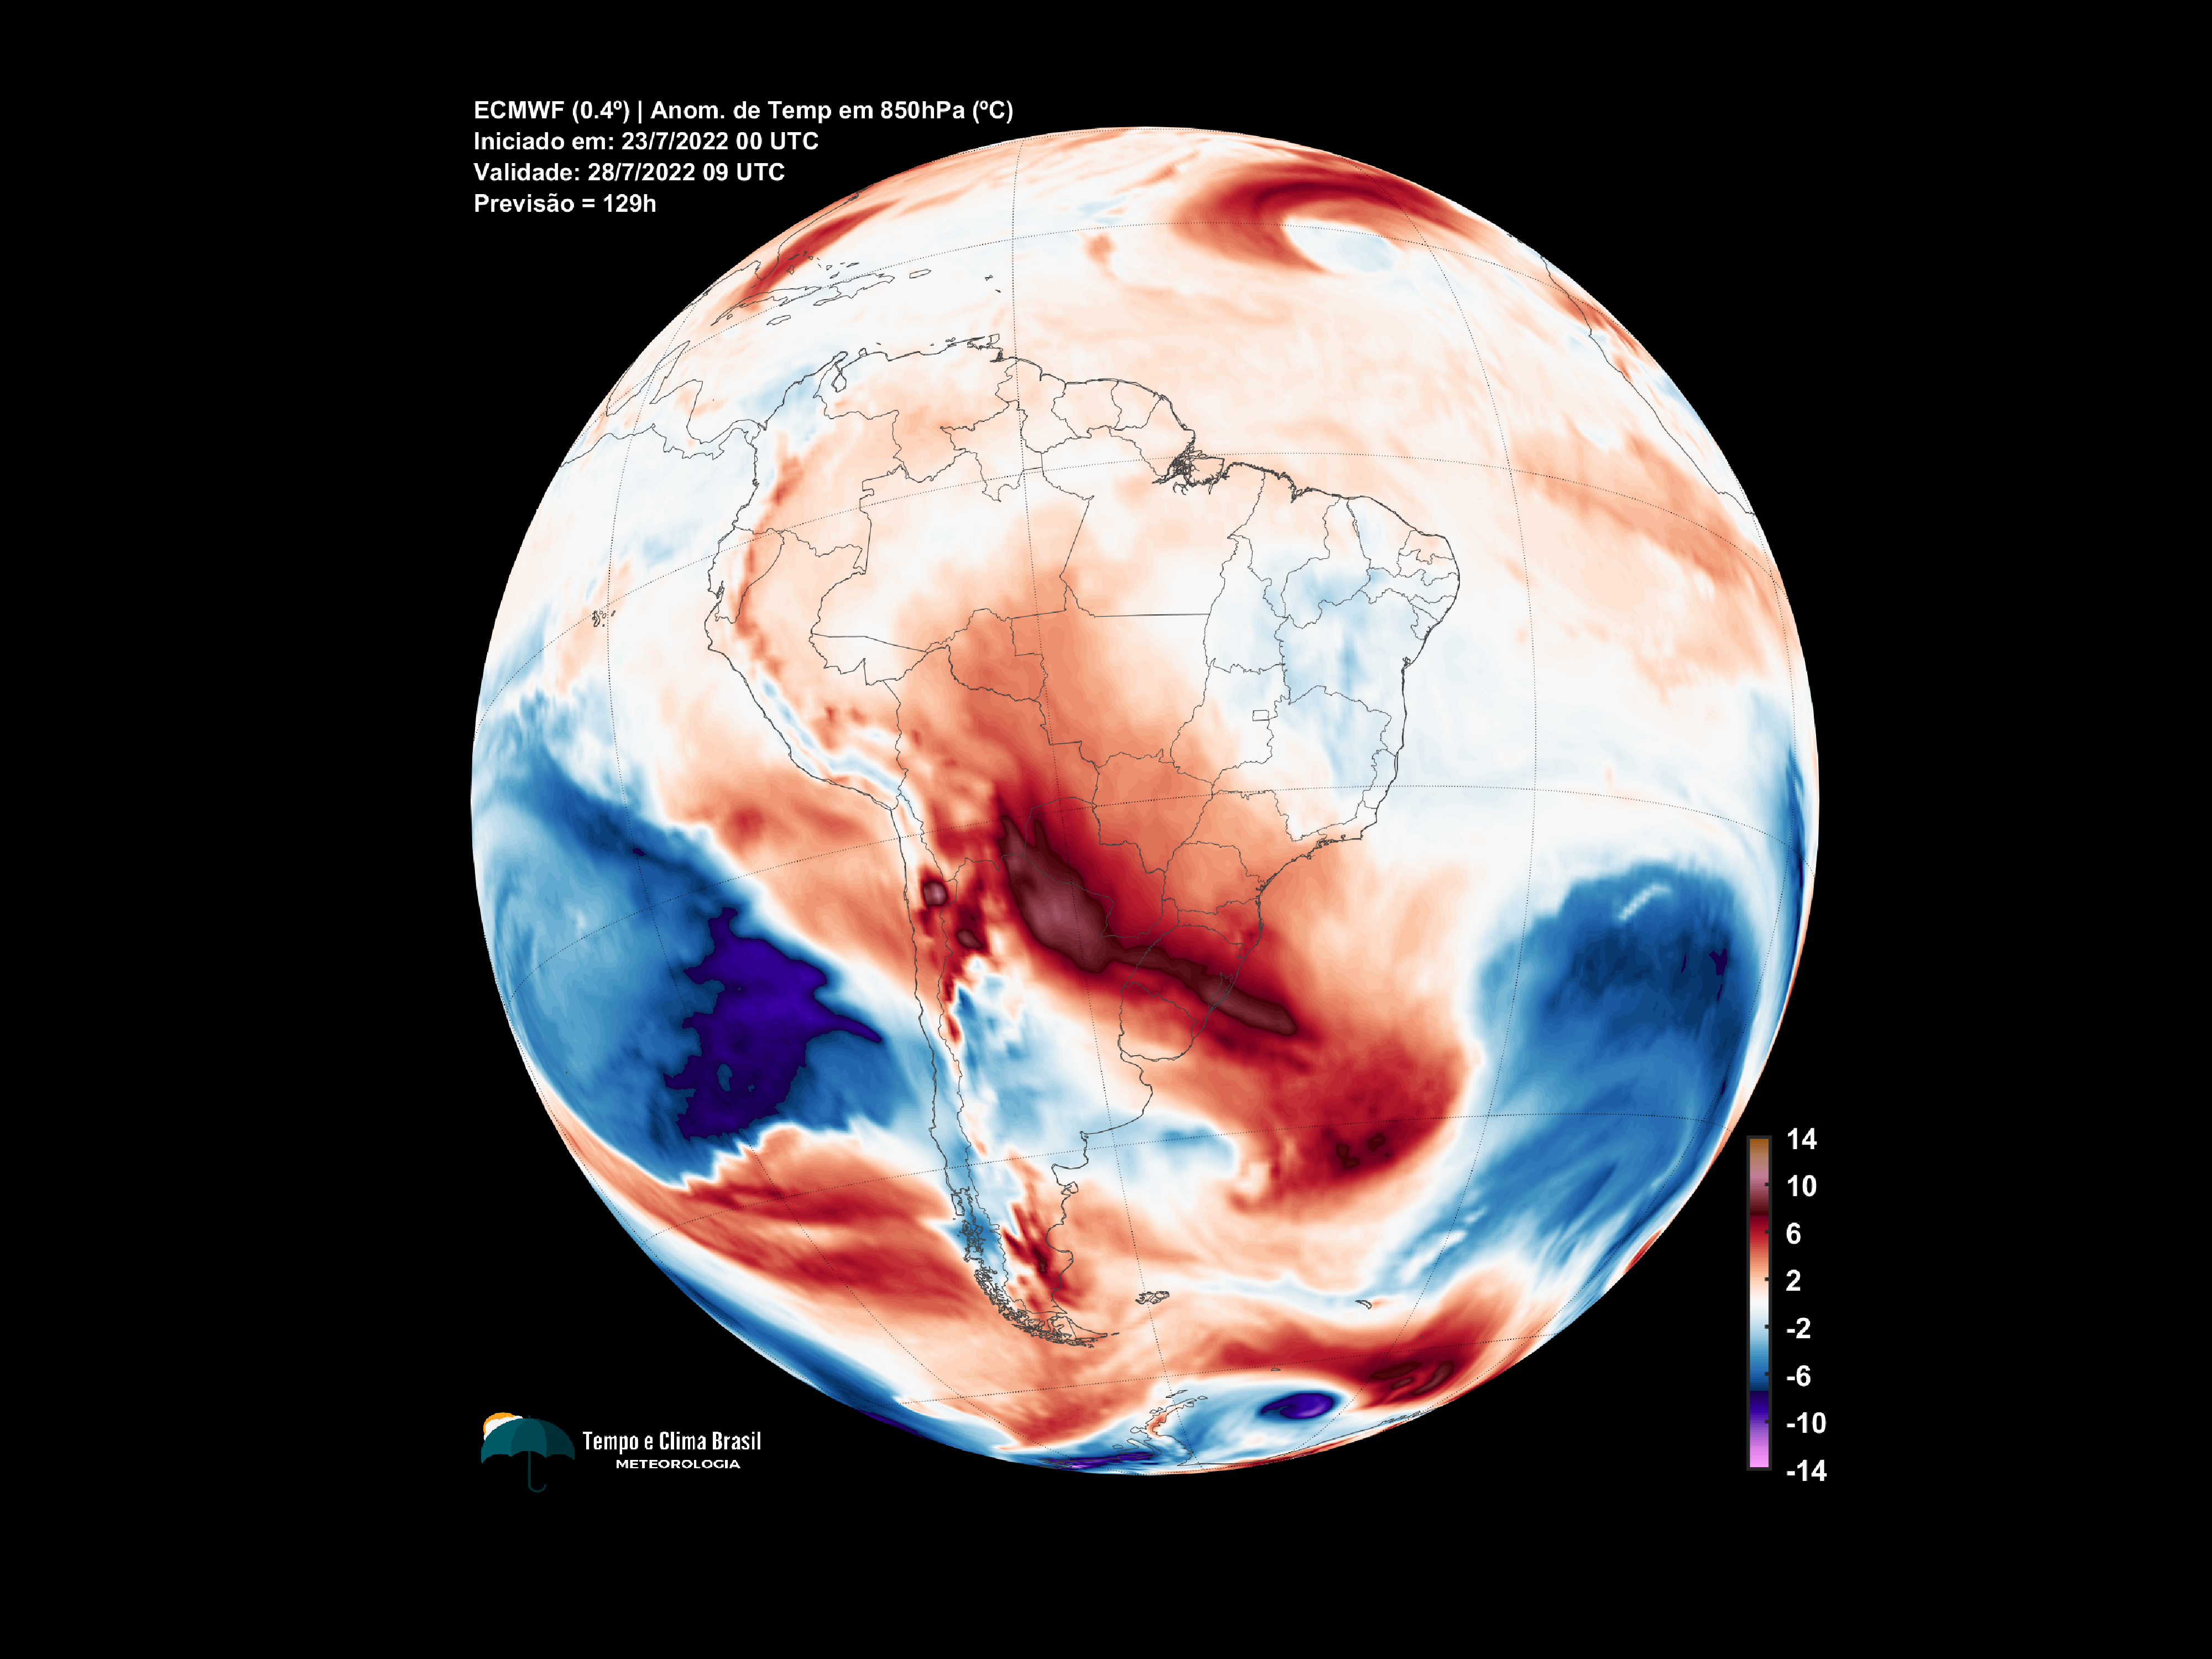 ECMWF (0.4º) | Anom. de Temp em 850hPa (ºC)
Iniciado em: 23/7/2022 00 UTC
Validade: 28/7/2022 09 UTC
Previsão = 129h
14
10
6
2
-2
-6
-10
-14
Tempo e Clima Brasil
METEOROLOGIA